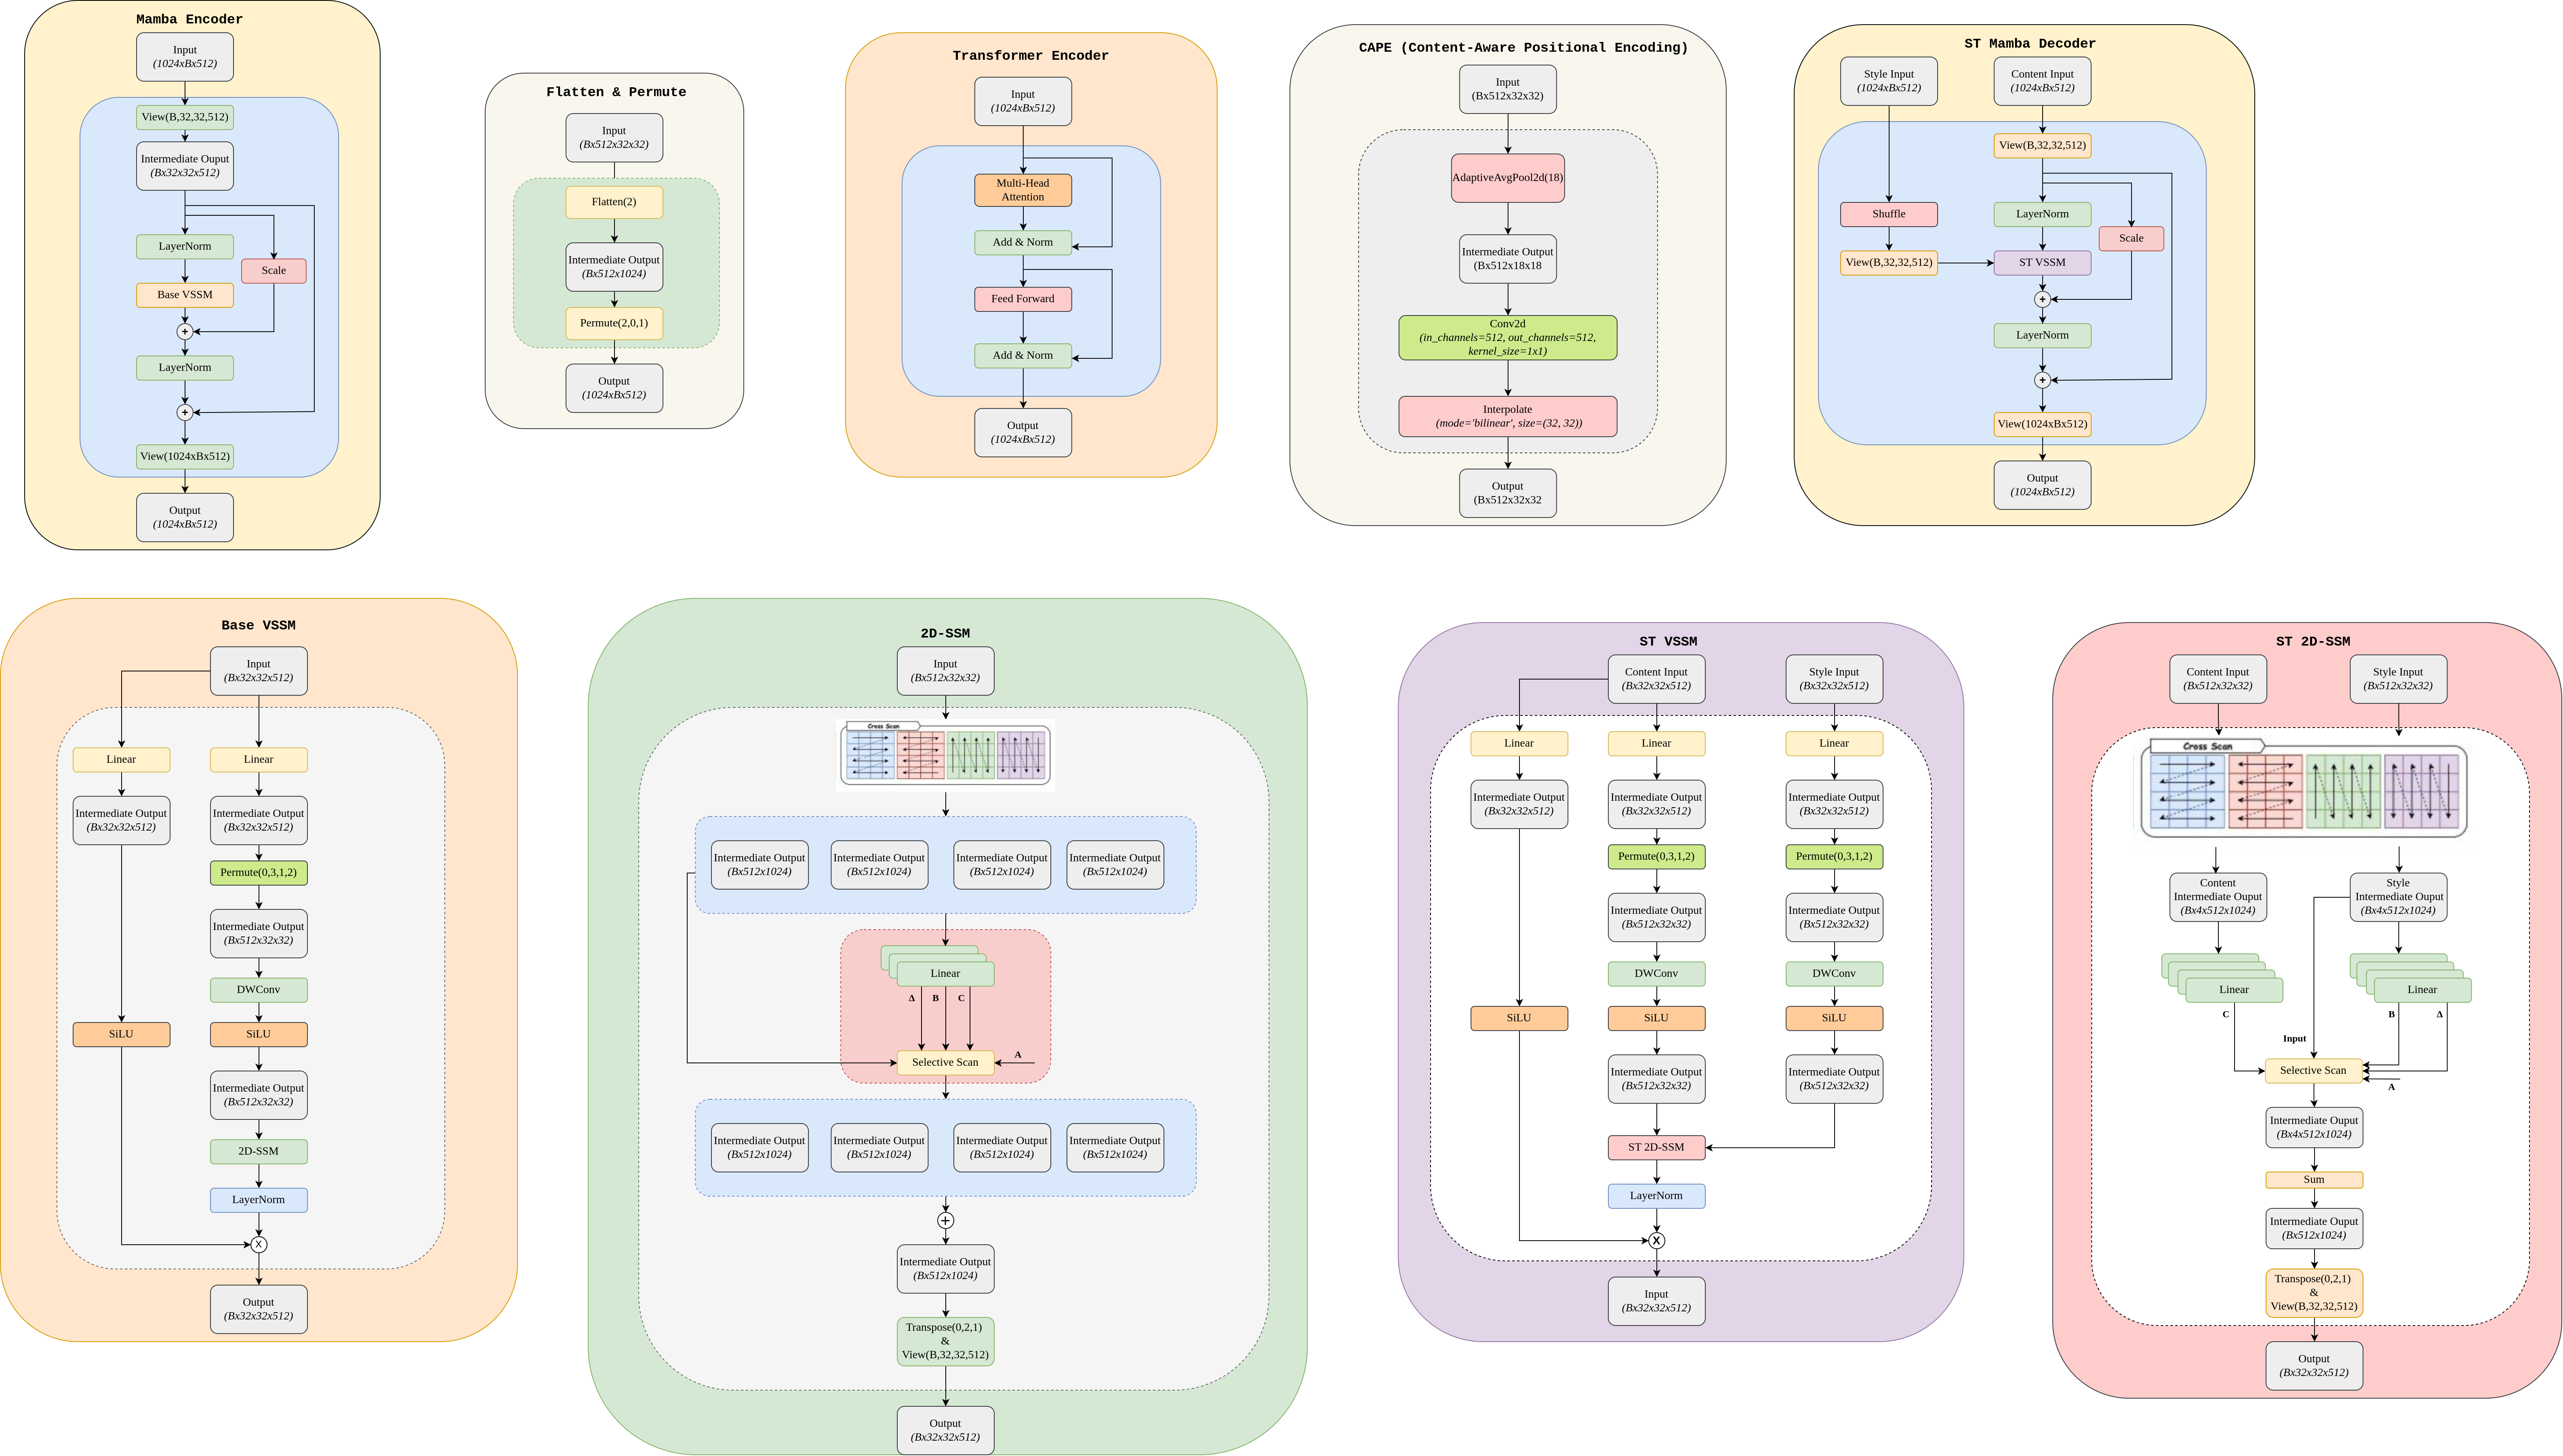 Mamba Encoder
Input
(1024xBx512)
View(B,32,32,512)
Intermediate Ouput
(Bx32x32x512)
LayerNorm
Scale
Base VSSM
+
LayerNorm
+
View(1024xBx512)
Output
(1024xBx512)
Flatten & Permute
Input
(Bx512x32x32)
Flatten(2)
Intermediate Output
(Bx512x1024)
Permute(2,0,1)
Output
(1024xBx512)
Transformer Encoder
Input
(1024xBx512)
Multi-Head
Attention
Add & Norm
Feed Forward
Add & Norm
Output
(1024xBx512)
CAPE (Content-Aware Positional Encoding)
Input
(Bx512x32x32)
AdaptiveAvgPool2d(18)
Intermediate Output
(Bx512x18x18
Conv2d
(in_channels=512, out_channels=512,
kernel_size=1x1)
Interpolate
(mode='bilinear', size=(32, 32))
Output
(Bx512x32x32
ST Mamba Decoder
Style Input
(1024xBx512)
Content Input
(1024xBx512)
View(B,32,32,512)
Shuffle
LayerNorm
Scale
View(B,32,32,512)
ST VSSM
+
LayerNorm
+
View(1024xBx512)
Output
(1024xBx512)
Base VSSM
Input
(Bx32x32x512)
Linear
Linear
Intermediate Output
(Bx32x32x512)
Intermediate Output
(Bx32x32x512)
Permute(0,3,1,2)
Intermediate Output
(Bx512x32x32)
DWConv
SiLU
SiLU
Intermediate Output
(Bx512x32x32)
2D-SSM
LayerNorm
X
Output
(Bx32x32x512)
2D-SSM
Input
(Bx512x32x32)
Cross Scan
Intermediate Output
(Bx512x1024)
Intermediate Output
(Bx512x1024)
Intermediate Output
(Bx512x1024)
Intermediate Output
(Bx512x1024)
Linear
Δ
B
C
Selective Scan
A
Intermediate Output
(Bx512x1024)
Intermediate Output
(Bx512x1024)
Intermediate Output
(Bx512x1024)
Intermediate Output
(Bx512x1024)
+
Intermediate Output
(Bx512x1024)
Transpose(0,2,1)
&
View(B,32,32,512)
Output
(Bx32x32x512)
ST VSSM
Content Input
(Bx32x32x512)
Style Input
(Bx32x32x512)
Linear
Linear
Linear
Intermediate Output
(Bx32x32x512)
Intermediate Output
(Bx32x32x512)
Intermediate Output
(Bx32x32x512)
Permute(0,3,1,2)
Permute(0,3,1,2)
Intermediate Output
(Bx512x32x32)
Intermediate Output
(Bx512x32x32)
DWConv
DWConv
SiLU
SiLU
SiLU
Intermediate Output
(Bx512x32x32)
Intermediate Output
(Bx512x32x32)
ST 2D-SSM
LayerNorm
X
Input
(Bx32x32x512)
ST 2D-SSM
Content Input
(Bx512x32x32)
Style Input
(Bx512x32x32)
Cross Scan
Content
Intermediate Ouput
(Bx4x512x1024)
Style
Intermediate Ouput
(Bx4x512x1024)
Linear
Linear
C
B
Δ
Input
Selective Scan
A
Intermediate Ouput
(Bx4x512x1024)
Sum
Intermediate Ouput
(Bx512x1024)
Transpose(0,2,1)
&
View(B,32,32,512)
Output
(Bx32x32x512)